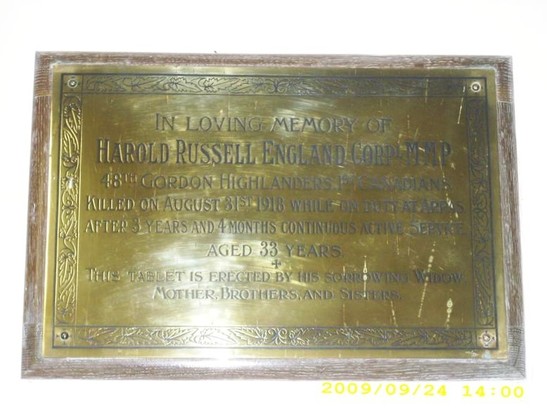 IN LOVING MEMORY OF
HAROLD RUSSELL ENGLAND CORPL M.M.P.
48TH GORDON HIGHLANDERS 1ST CANADIANS
KILLED ON AUGUST 31ST 1918 WHILE ON DUTY AT ARRAS
AFTER 3 YEARS AND 4 MONTHS CONTINUOUS ACTIVE SERVICE
AGED 33 YEARS
THIS TABLET IS ERECTED BY HIS SORROWING WIDOW
MOTHER, BROTHERS, AND SISTERS.
2009/09/24 14:00